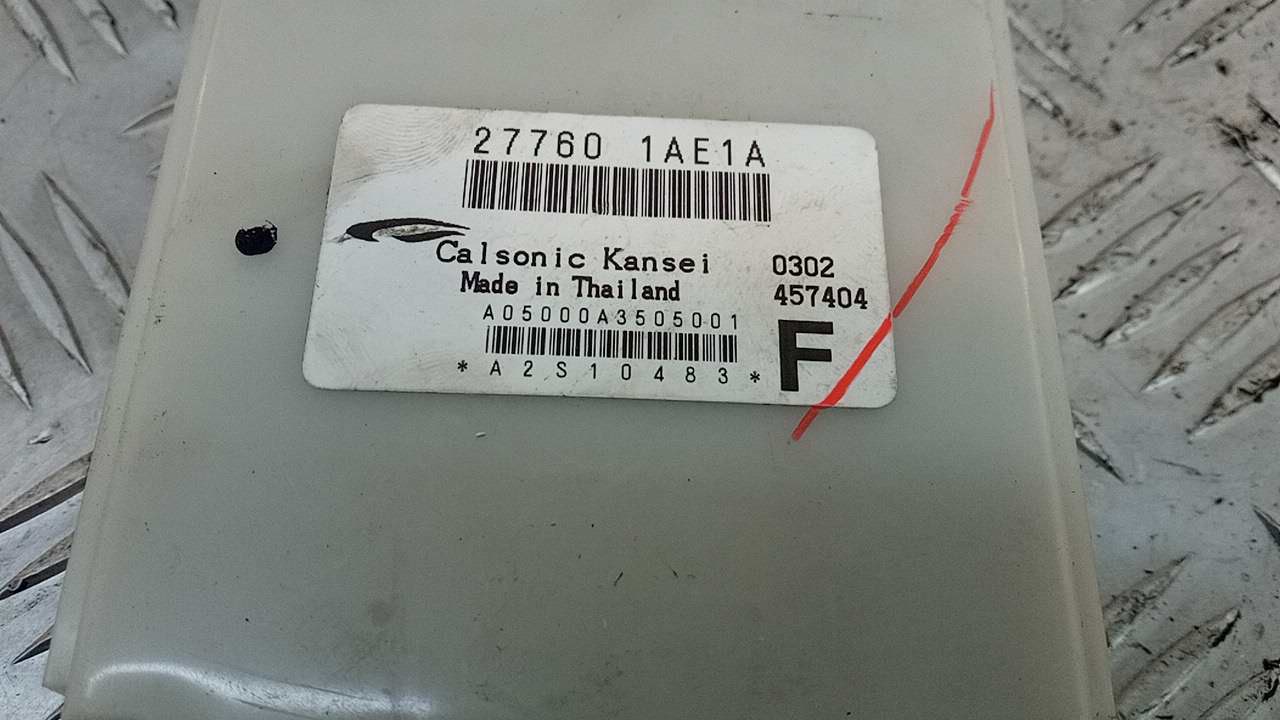 27760 1AE1A
Calsonic Kansei 0302
Made in Thailand 457404
A05000A3505001
*A2S10483*
F